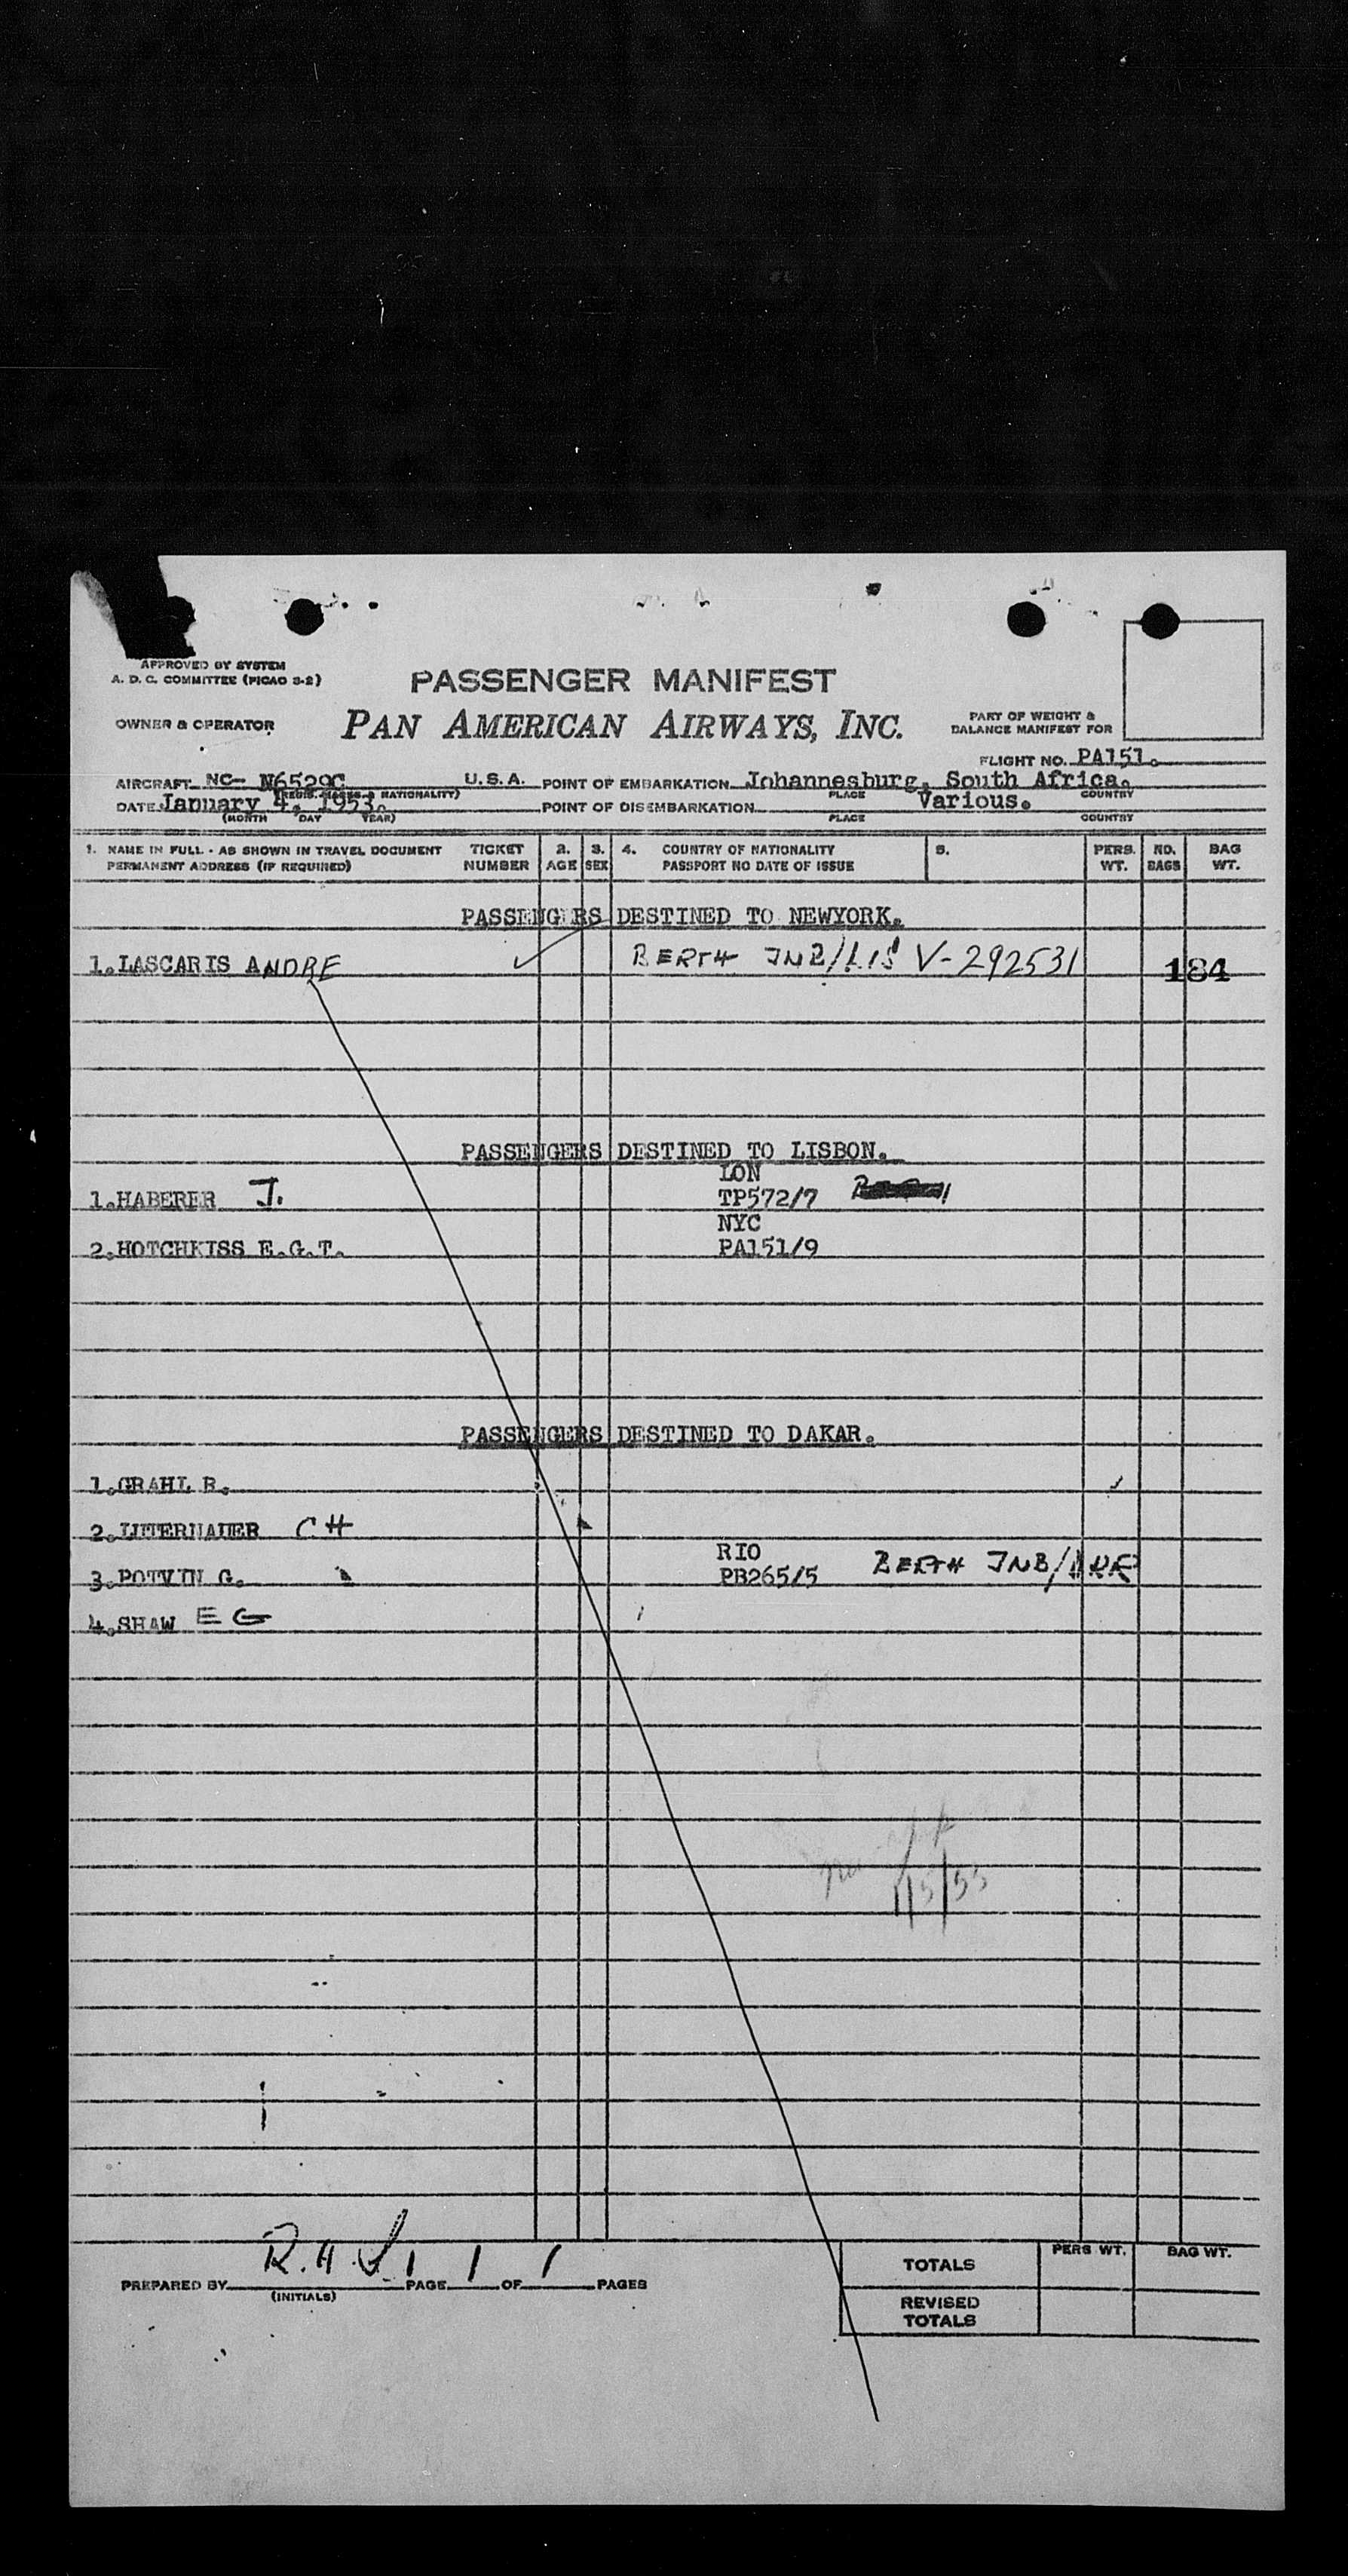 APPROVED BY SYSTEM
A. D. C. COMMITTEE (PICAO S-2)
PASSENGER MANIFEST
OWNER & OPERATOR
PAN AMERICAN AIRWAYS, INC.
PART OF WEIGHT &
BALANCE MANIFEST FOR
FLIGHT NO. PA151.
AIRCRAFT NC- N6529C U.S.A. POINT OF EMBARKATION Johannesburg, South Africa.
NATIONALITY) PLACE COUNTRY
DATE January 4, 1953. POINT OF DISEMBARKATION Various.
(MONTH DAY YEAR) PLACE COUNTRY
1. NAME IN FULL - AS SHOWN IN TRAVEL DOCUMENT TICKET 2. 3. 4. COUNTRY OF NATIONALITY 5. PERS. NO. BAG
PERMANENT ADDRESS (IF REQUIRED) NUMBER AGE SEX PASSPORT NO DATE OF ISSUE WT. BAGS WT.
PASSENGERS DESTINED TO NEWYORK.
1.LASCARIS ANDRE BERTH JNB/LIS V-292531 184
PASSENGERS DESTINED TO LISBON.
LON
1.HABERER J. TP572/7
NYC
2.HOTCHKISS E.G.T. PA151/9
PASSENGERS DESTINED TO DAKAR.
1.GRAHL R.
2. CH
RIO
3.POTVIN G. PB265/5 BERTH JNB/
4.SHAW EG
1/5/53
PREPARED BY R.H. PAGE 1 OF 1 PAGES
(INITIALS)
PERS WT. BAG WT.
TOTALS
REVISED
TOTALS